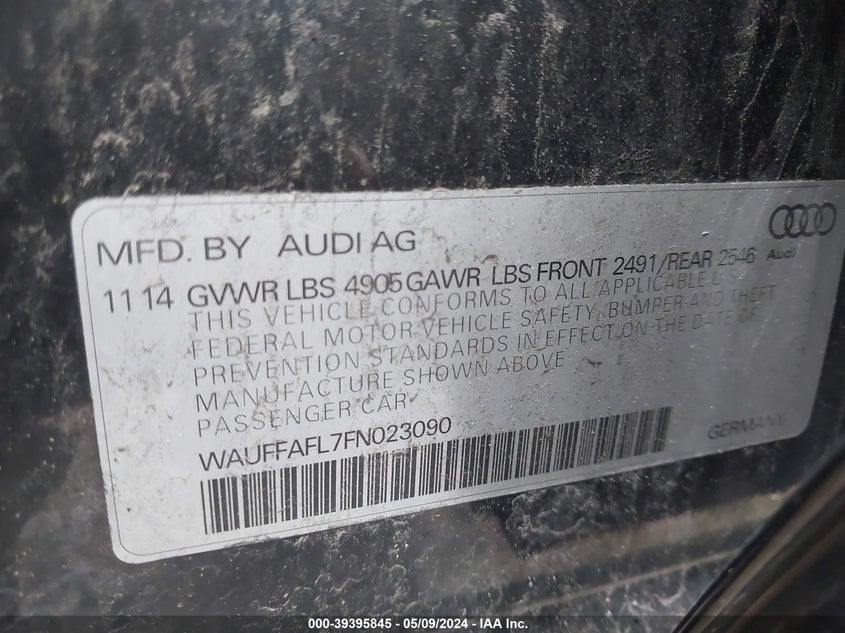 MFD. BY AUDI AG
11 14 GVWR LBS 4905 GAWR LBS FRONT 2491/REAR 2546 Audi
THIS VEHICLE CONFORMS TO ALL APPLICABLE U.S.
FEDERAL MOTOR VEHICLE SAFETY, BUMPER AND THEFT
PREVENTION STANDARDS IN EFFECT ON THE DATE OF
MANUFACTURE SHOWN ABOVE
PASSENGER CAR
WAUFFAFL7FN023090
GERMANY
000-39395845 - 05/09/2024 - IAAI Inc.